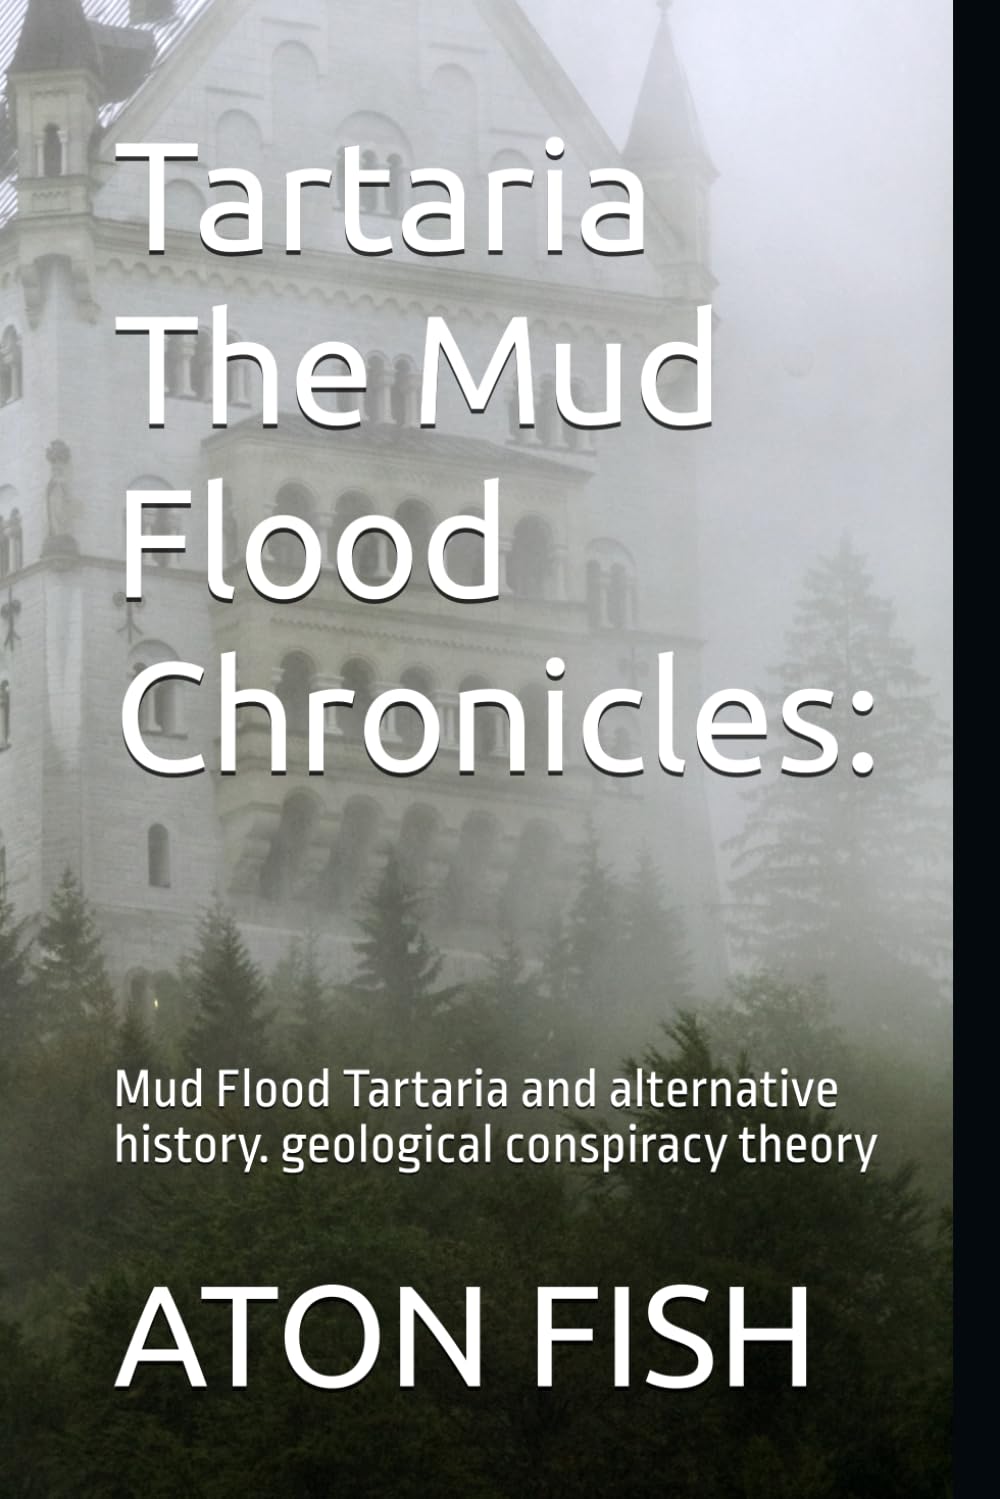 Tartaria
The Mud
Flood
Chronicles:
Mud Flood Tartaria and alternative
history. geological conspiracy theory
ATON FISH